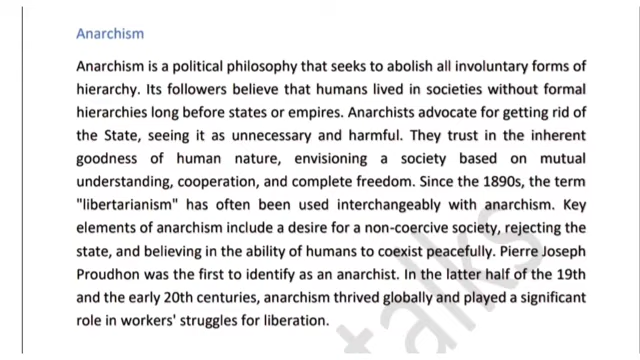 Anarchism
Anarchism is a political philosophy that seeks to abolish all involuntary forms of
hierarchy. Its followers believe that humans lived in societies without formal
hierarchies long before states or empires. Anarchists advocate for getting rid of
the State, seeing it as unnecessary and harmful. They trust in the inherent
goodness of human nature, envisioning a society based on mutual
understanding, cooperation, and complete freedom. Since the 1890s, the term
"libertarianism" has often been used interchangeably with anarchism. Key
elements of anarchism include a desire for a non-coercive society, rejecting the
state, and believing in the ability of humans to coexist peacefully. Pierre Joseph
Proudhon was the first to identify as an anarchist. In the latter half of the 19th
and the early 20th centuries, anarchism thrived globally and played a significant
role in workers' struggles for liberation.
talks